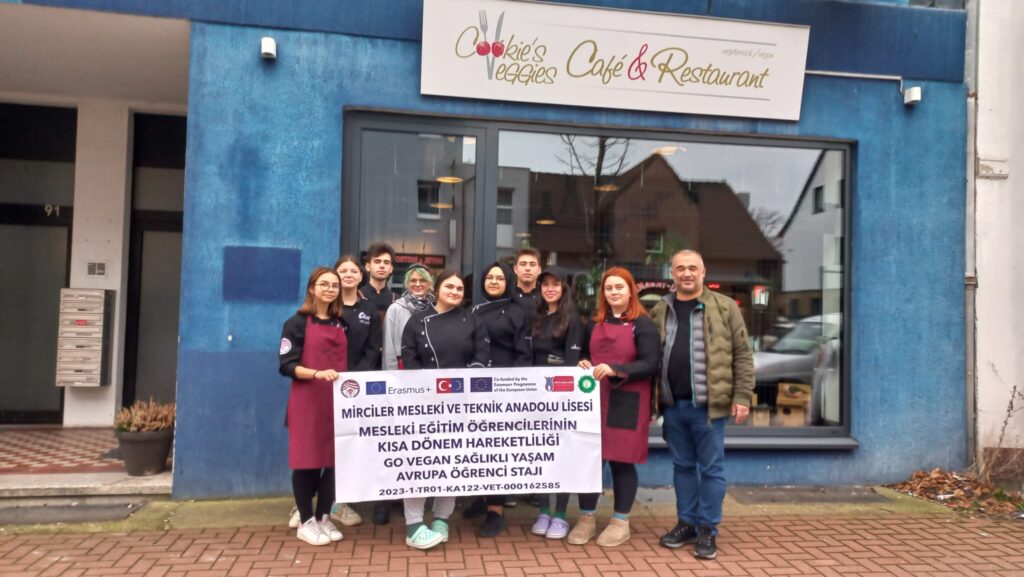 Cookie's Veggies Café & Restaurant
vegetarisch/vegan
91
Erasmus+
Co-funded by the
Erasmus+ Programme
of the European Union
MİRCİLER MESLEKİ VE TEKNİK ANADOLU LİSESİ
MESLEKİ EĞİTİM ÖĞRENCİLERİNİN
KISA DÖNEM HAREKETLİLİĞİ
GO VEGAN SAĞLIKLI YAŞAM
AVRUPA ÖĞRENCİ STAJI
2023-1-TR01-KA122-VET-000162585